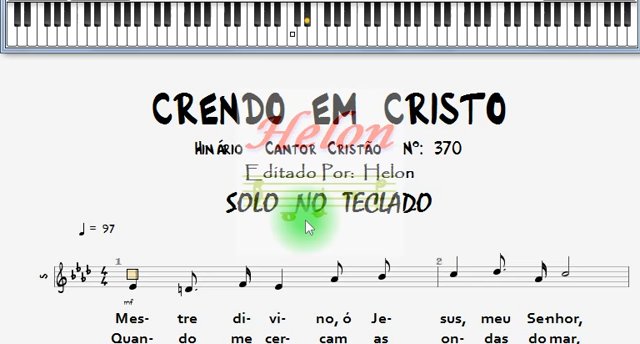 CRENDO EM CRISTO
Helon
HINÁRIO CANTOR CRISTÃO Nº: 370
Editado Por: Helon
SOLO NO TECLADO
♩ = 97
1 2
S
mf
Mes- tre di- vi- no, ó Je- sus, meu Senhor,
Quan- do me cer- cam as on- das do mar,